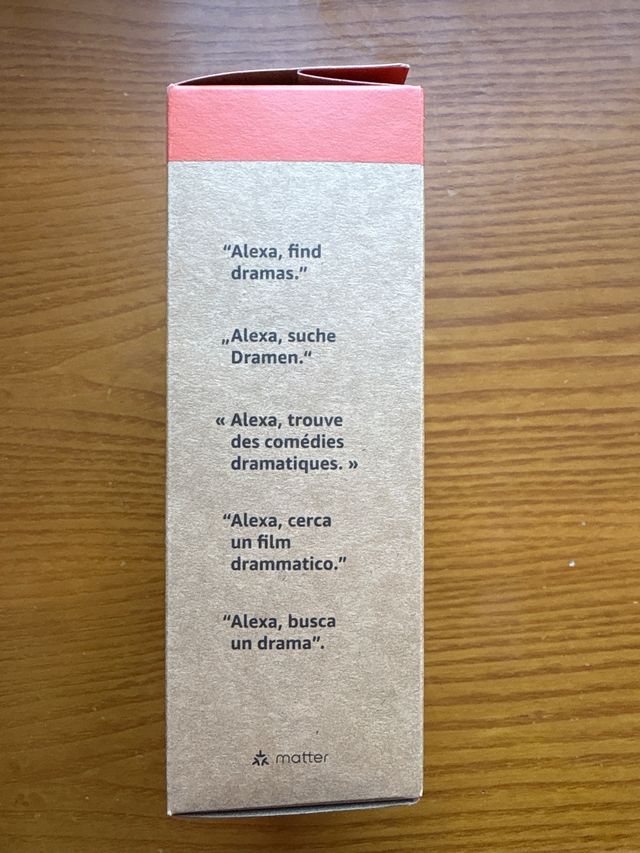 “Alexa, find
dramas.”
„Alexa, suche
Dramen.“
« Alexa, trouve
des comédies
dramatiques. »
“Alexa, cerca
un film
drammatico.”
“Alexa, busca
un drama”.
matter